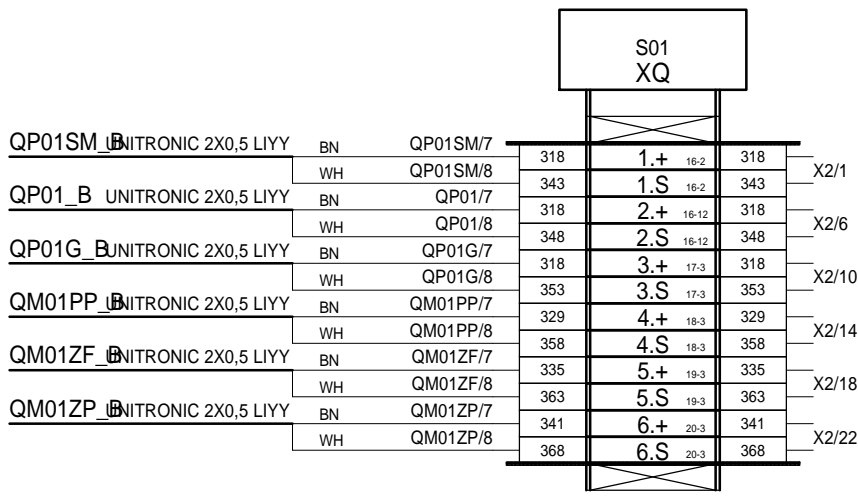 S01
XQ
QP01SM_B UNITRONIC 2X0,5 LIYY BN QP01SM/7 318 1.+ 16-2 318 X2/1
WH QP01SM/8 343 1.S 16-2 343
QP01_B UNITRONIC 2X0,5 LIYY BN QP01/7 318 2.+ 16-12 318 X2/6
WH QP01/8 348 2.S 16-12 348
QP01G_B UNITRONIC 2X0,5 LIYY BN QP01G/7 318 3.+ 17-3 318 X2/10
WH QP01G/8 353 3.S 17-3 353
QM01PP_B UNITRONIC 2X0,5 LIYY BN QM01PP/7 329 4.+ 18-3 329 X2/14
WH QM01PP/8 358 4.S 18-3 358
QM01ZF_B UNITRONIC 2X0,5 LIYY BN QM01ZF/7 335 5.+ 19-3 335 X2/18
WH QM01ZF/8 363 5.S 19-3 363
QM01ZP_B UNITRONIC 2X0,5 LIYY BN QM01ZP/7 341 6.+ 20-3 341 X2/22
WH QM01ZP/8 368 6.S 20-3 368